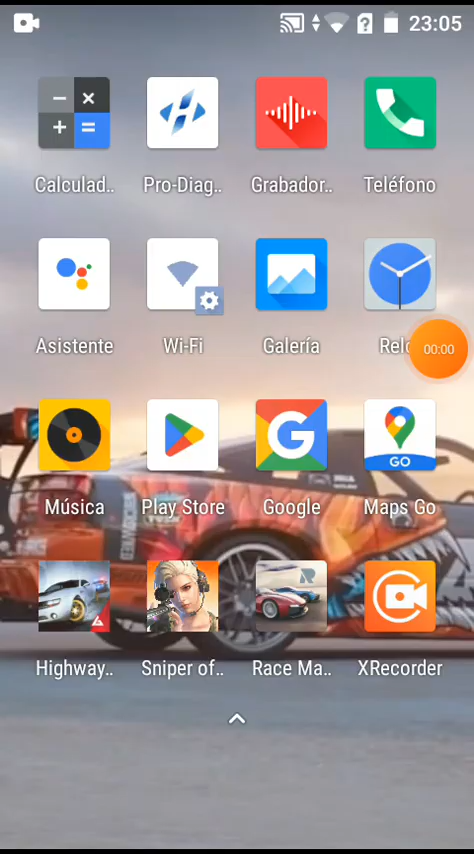 23:05
Calculad..
Pro-Diag..
Grabador..
Teléfono
Asistente
Wi-Fi
Galería
Relo
00:00
GO
Música
Play Store
Google
Maps Go
Highway..
Sniper of..
Race Ma..
XRecorder